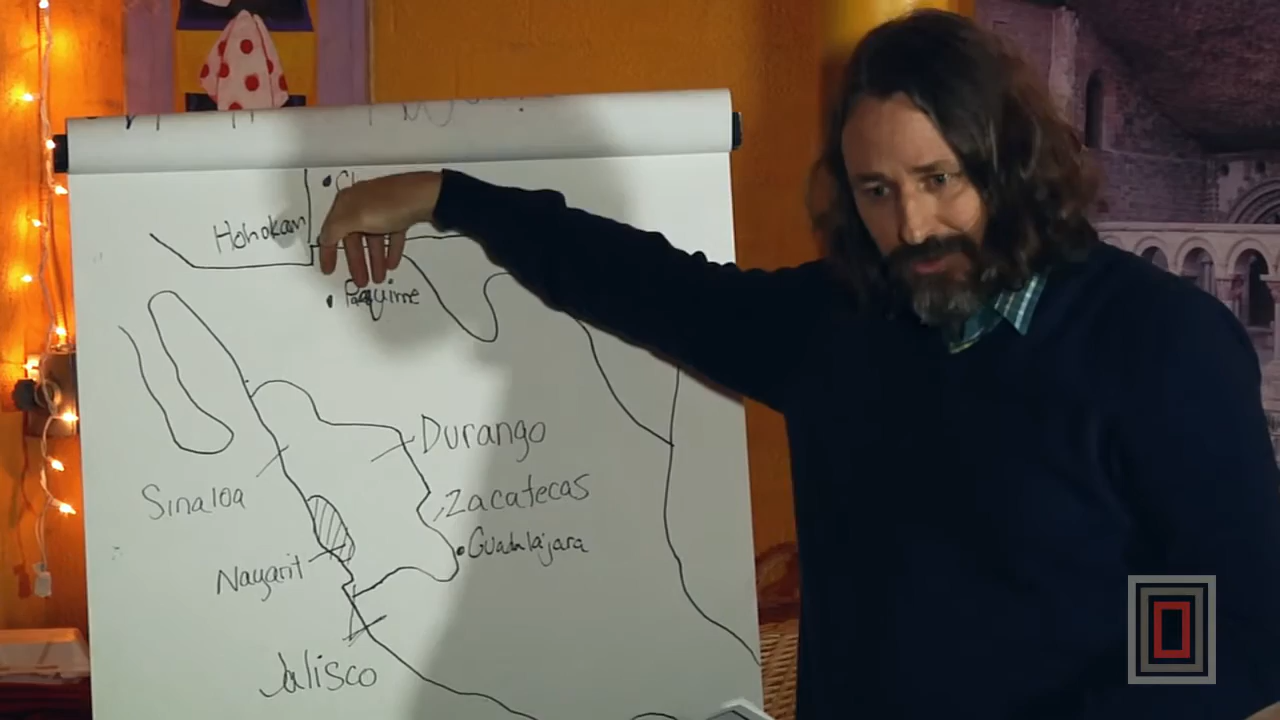 Hohokam
Paquime
Durango
Sinaloa
Zacatecas
Guadalajara
Nayarit
Jalisco